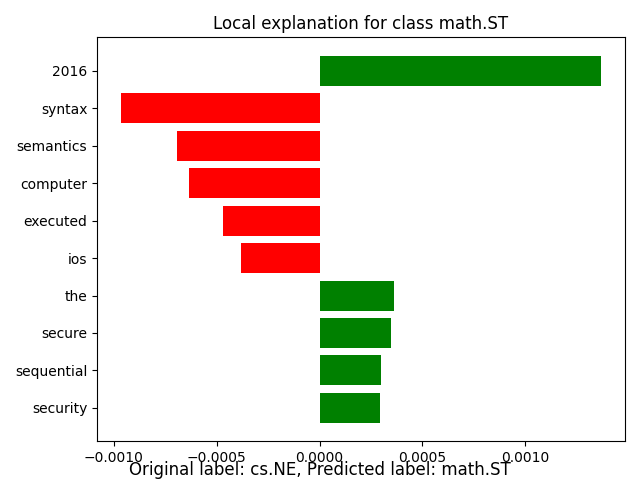 Local explanation for class math.ST
2016
syntax
semantics
computer
executed
ios
the
secure
sequential
security
−0.0010 −0.0005 0.0000 0.0005 0.0010
Original label: cs.NE, Predicted label: math.ST